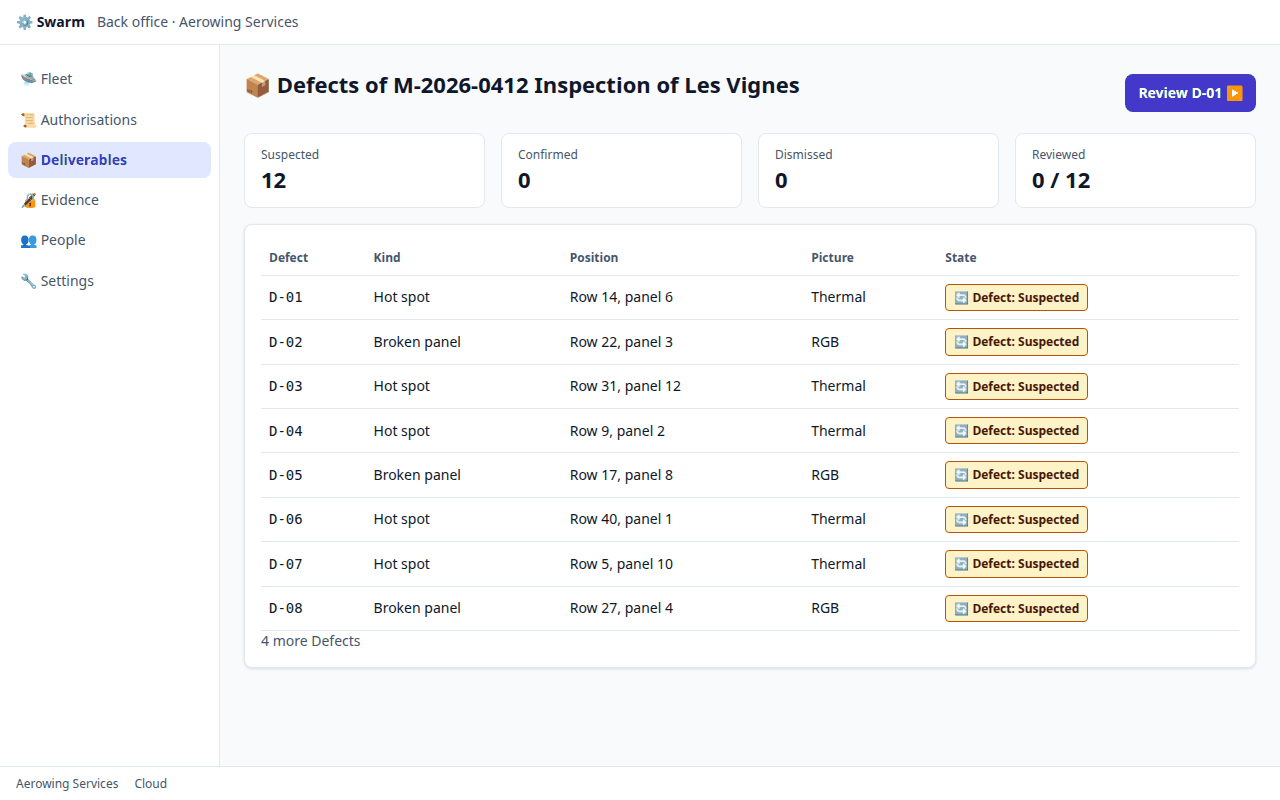 Swarm Back office · Aerowing Services
Fleet
Authorisations
Deliverables
Evidence
People
Settings
Defects of M-2026-0412 Inspection of Les Vignes
Review D-01
Suspected Confirmed Dismissed Reviewed
12 0 0 0 / 12
Defect Kind Position Picture State
D-01 Hot spot Row 14, panel 6 Thermal Defect: Suspected
D-02 Broken panel Row 22, panel 3 RGB Defect: Suspected
D-03 Hot spot Row 31, panel 12 Thermal Defect: Suspected
D-04 Hot spot Row 9, panel 2 Thermal Defect: Suspected
D-05 Broken panel Row 17, panel 8 RGB Defect: Suspected
D-06 Hot spot Row 40, panel 1 Thermal Defect: Suspected
D-07 Hot spot Row 5, panel 10 Thermal Defect: Suspected
D-08 Broken panel Row 27, panel 4 RGB Defect: Suspected
4 more Defects
Aerowing Services Cloud